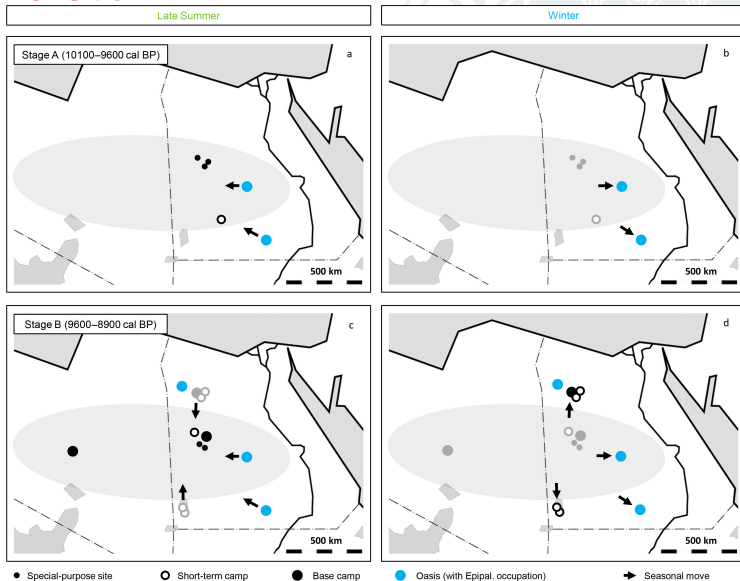 Late Summer
Winter
Stage A (10100–9600 cal BP)
a
b
500 km
500 km
Stage B (9600–8900 cal BP)
c
d
500 km
500 km
Special-purpose site
Short-term camp
Base camp
Oasis (with Epipal. occupation)
Seasonal move